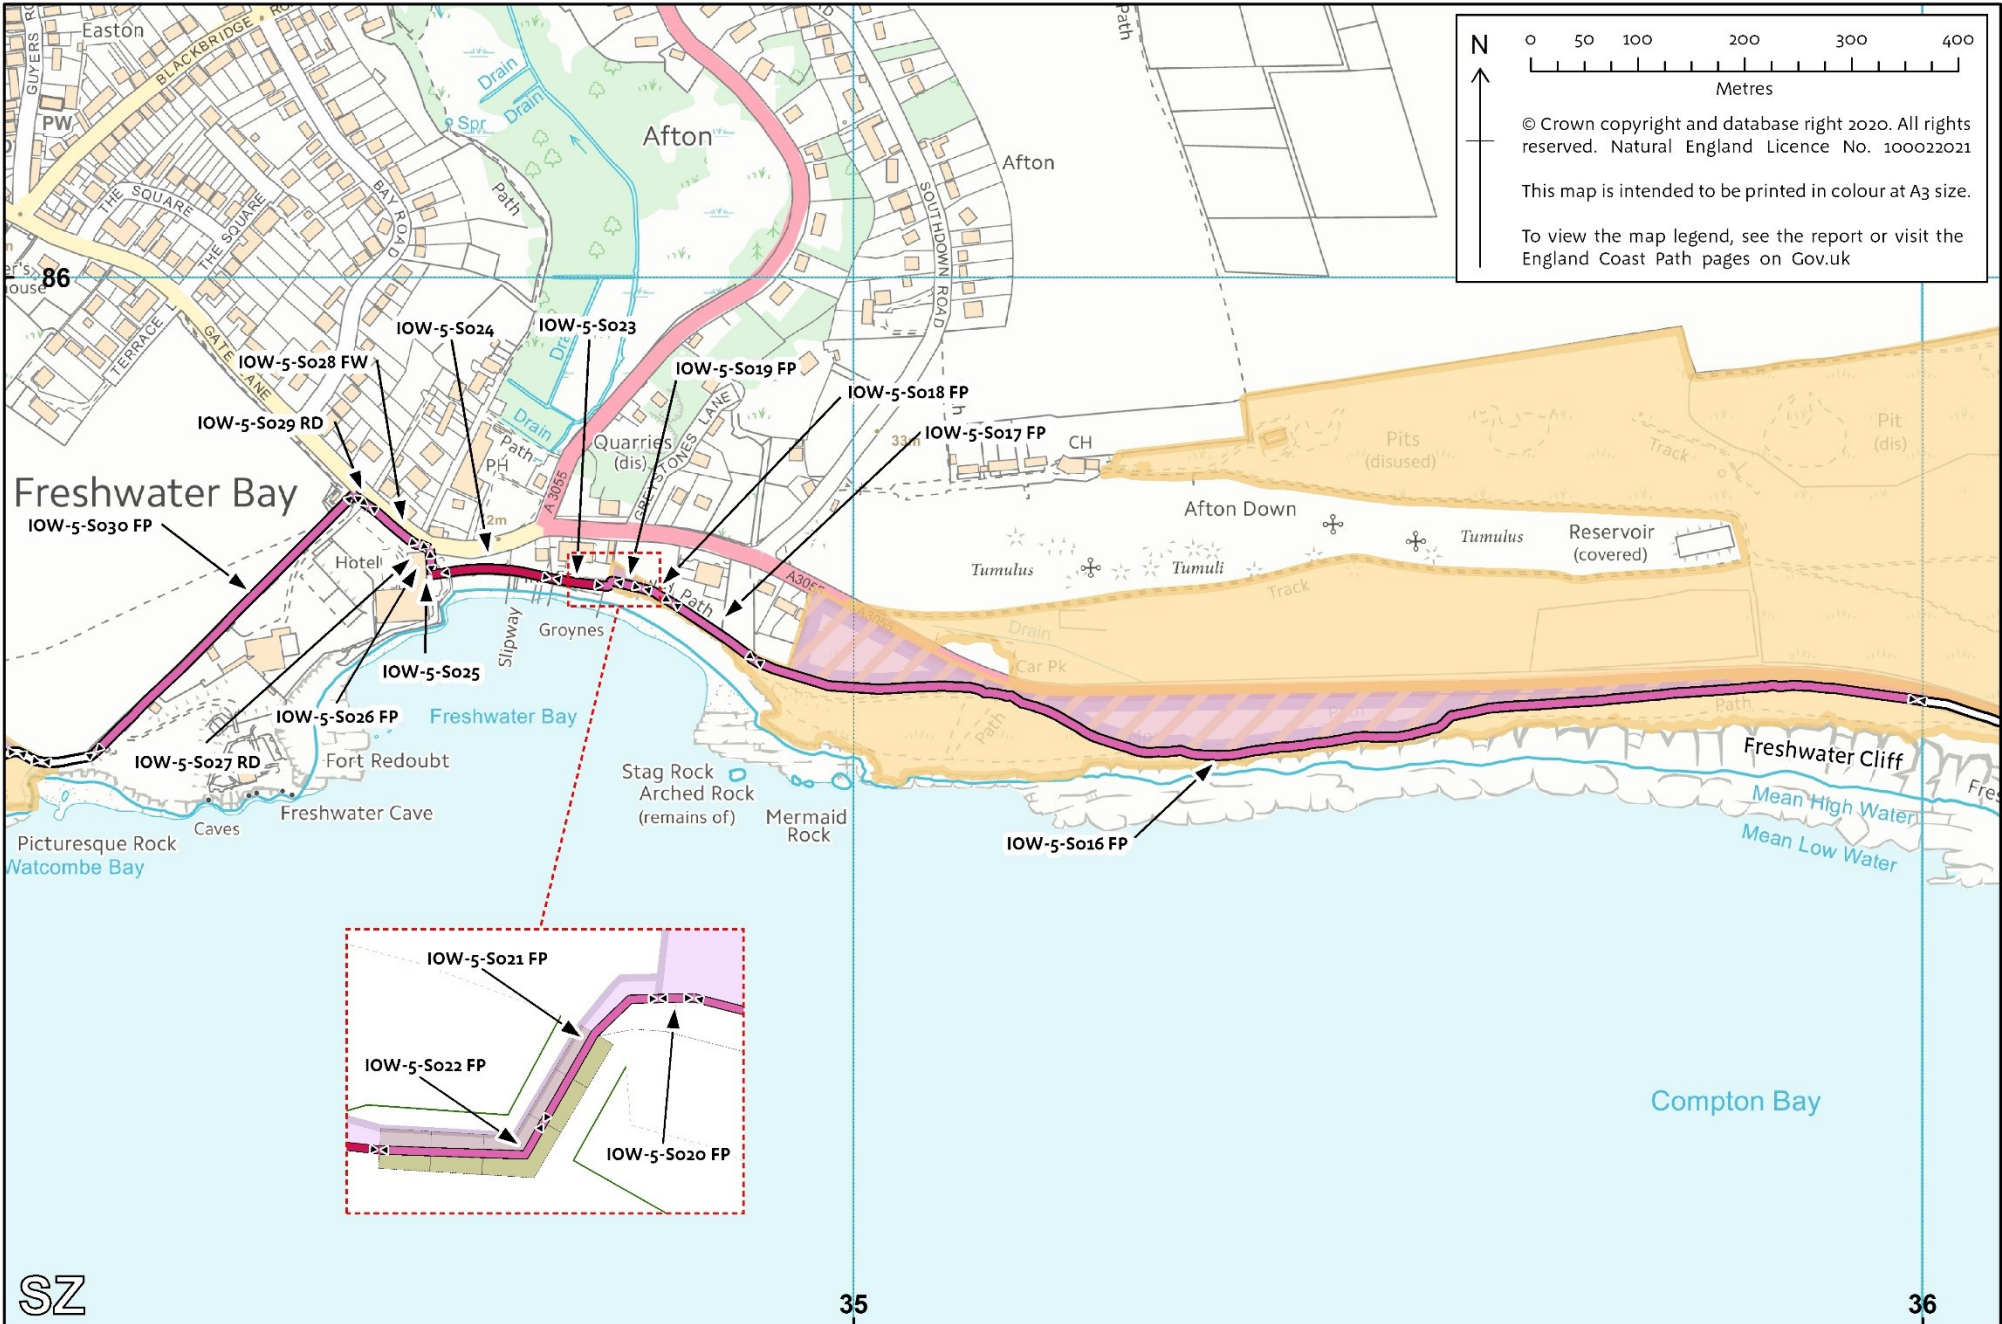 Easton
GUYERS RO
BLACKBRIDGE RO
PW
THE SQUARE
THE SQUARE
BAY ROAD
TERRACE
GATE LANE
86
Drain
Drain
Spr
Path
Afton
Afton
SOUTHDOWN ROAD
Path
N
0 50 100 200 300 400
Metres
© Crown copyright and database right 2020. All rights
reserved. Natural England Licence No. 100022021
This map is intended to be printed in colour at A3 size.
To view the map legend, see the report or visit the
England Coast Path pages on Gov.uk
IOW-5-S024
IOW-5-S023
IOW-5-S028 FW
IOW-5-S019 FP
IOW-5-S018 FP
IOW-5-S029 RD
IOW-5-S017 FP
Drain
Path
PH
Quarries
(dis)
GREYSTONES LANE
A 3055
33m
CH
Pits
(disused)
Track
Pit
(dis)
Freshwater Bay
IOW-5-S030 FP
2m
Hotel
Afton Down
Tumulus
Reservoir
(covered)
Tumulus
Tumuli
A3055
A3055
Path
Track
Drain
Car Pk
Slipway
Groynes
IOW-5-S025
IOW-5-S026 FP
Freshwater Bay
IOW-5-S027 RD
Fort Redoubt
Path
Path
Freshwater Cliff
Stag Rock
Arched Rock
(remains of)
Mermaid
Rock
Mean High Water
Mean Low Water
Fres
Freshwater Cave
Caves
Picturesque Rock
Watcombe Bay
IOW-5-S016 FP
IOW-5-S021 FP
IOW-5-S022 FP
IOW-5-S020 FP
Compton Bay
SZ
35
36